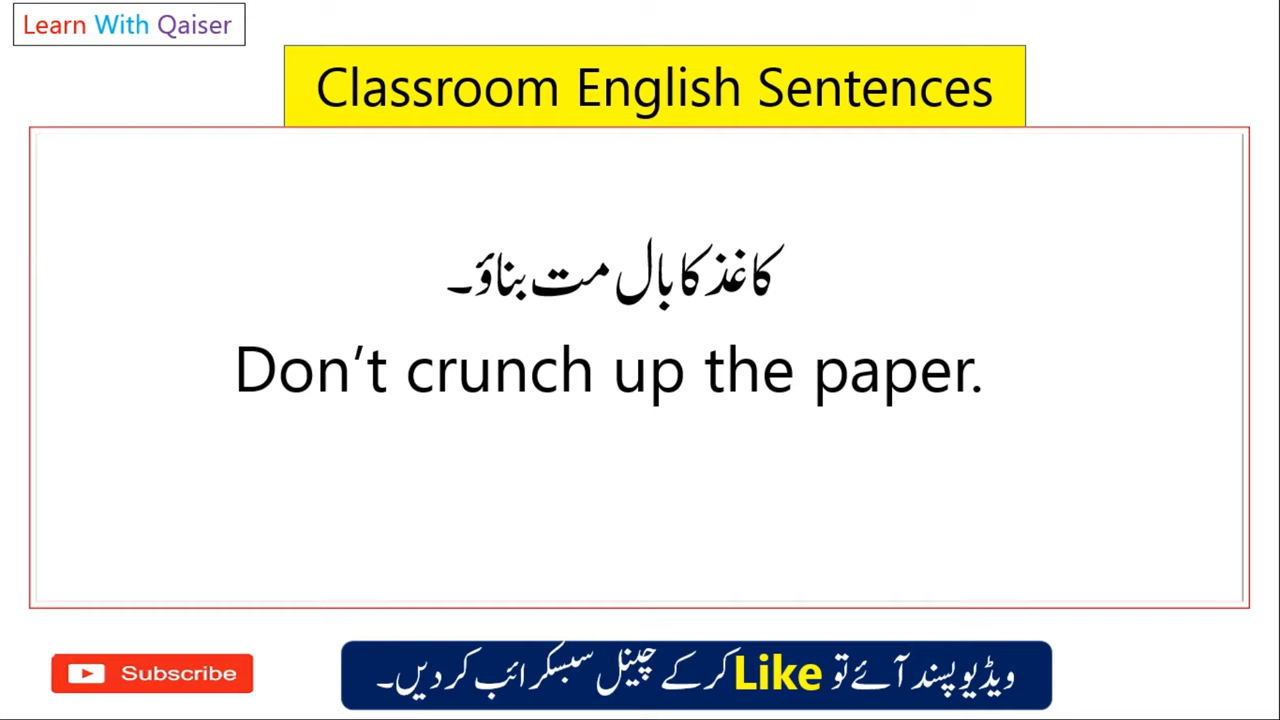 Learn With Qaiser
Classroom English Sentences
کاغذ کا بال مت بناؤ۔
Don’t crunch up the paper.
Subscribe
ویڈیو پسند آئے تو Like کر کے چینل سبسکرائب کر دیں۔